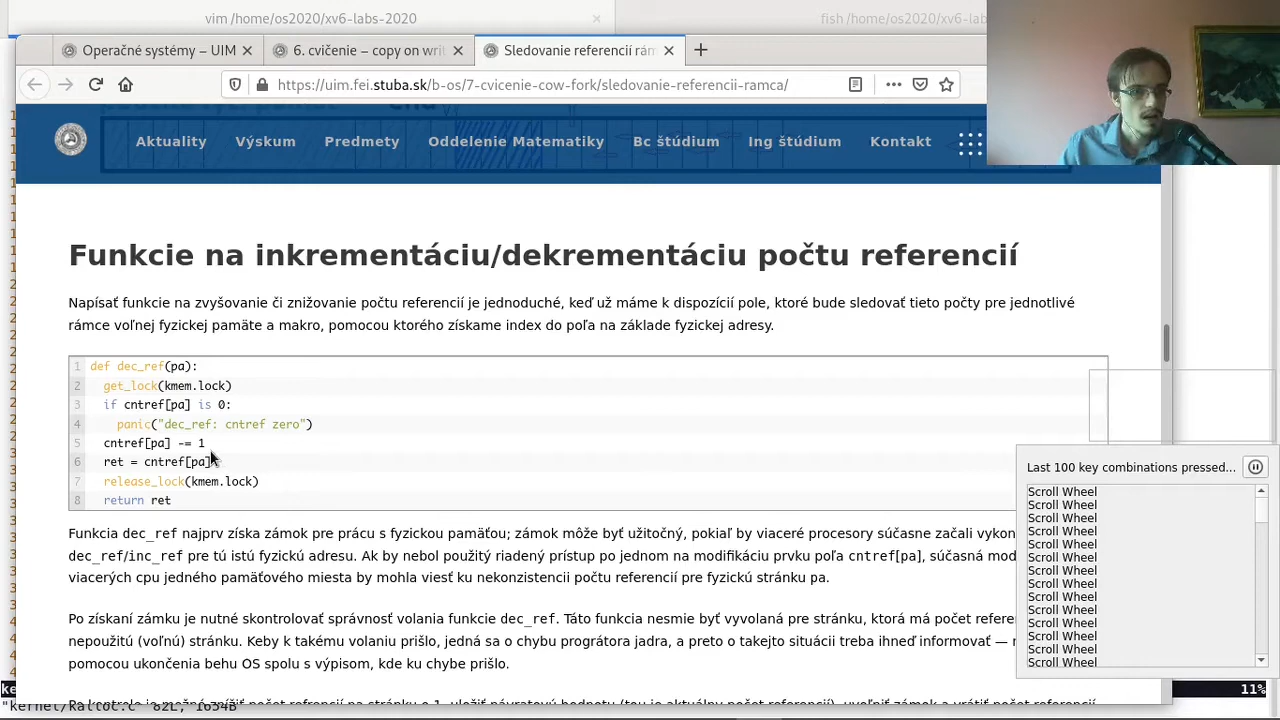 vim /home/os2020/xv6-labs-2020
fish /home/os2020/xv6-lab
Operačné systémy – UIM
6. cvičenie – copy on writ
Sledovanie referencií rám
https://uim.fei.stuba.sk/b-os/7-cvicenie-cow-fork/sledovanie-referencii-ramca/
Aktuality Výskum Predmety Oddelenie Matematiky Bc štúdium Ing štúdium Kontakt
Funkcie na inkrementáciu/dekrementáciu počtu referencií
Napísať funkcie na zvyšovanie či znižovanie počtu referencií je jednoduché, keď už máme k dispozícií pole, ktoré bude sledovať tieto počty pre jednotlivé
rámce voľnej fyzickej pamäte a makro, pomocou ktorého získame index do poľa na základe fyzickej adresy.
1 def dec_ref(pa):
2 get_lock(kmem.lock)
3 if cntref[pa] is 0:
4 panic("dec_ref: cntref zero")
5 cntref[pa] -= 1
6 ret = cntref[pa]
7 release_lock(kmem.lock)
8 return ret
Funkcia dec_ref najprv získa zámok pre prácu s fyzickou pamäťou; zámok môže byť užitočný, pokiaľ by viaceré procesory súčasne začali vykon
dec_ref/inc_ref pre tú istú fyzickú adresu. Ak by nebol použitý riadený prístup po jednom na modifikáciu prvku poľa cntref[pa], súčasná mod
viacerých cpu jedného pamäťového miesta by mohla viesť ku nekonzistencii počtu referencií pre fyzickú stránku pa.
Po získaní zámku je nutné skontrolovať správnosť volania funkcie dec_ref. Táto funkcia nesmie byť vyvolaná pre stránku, ktorá má počet refere
nepoužitú (voľnú) stránku. Keby k takému volaniu prišlo, jedná sa o chybu prográtora jadra, a preto o takejto situácii treba ihneď informovať —
pomocou ukončenia behu OS spolu s výpisom, kde ku chybe prišlo.
Last 100 key combinations pressed...
Scroll Wheel
Scroll Wheel
Scroll Wheel
Scroll Wheel
Scroll Wheel
Scroll Wheel
Scroll Wheel
Scroll Wheel
Scroll Wheel
Scroll Wheel
Scroll Wheel
Scroll Wheel
Scroll Wheel
Scroll Wheel
11%
"kernel/kalloc.c" 82L, 1634B